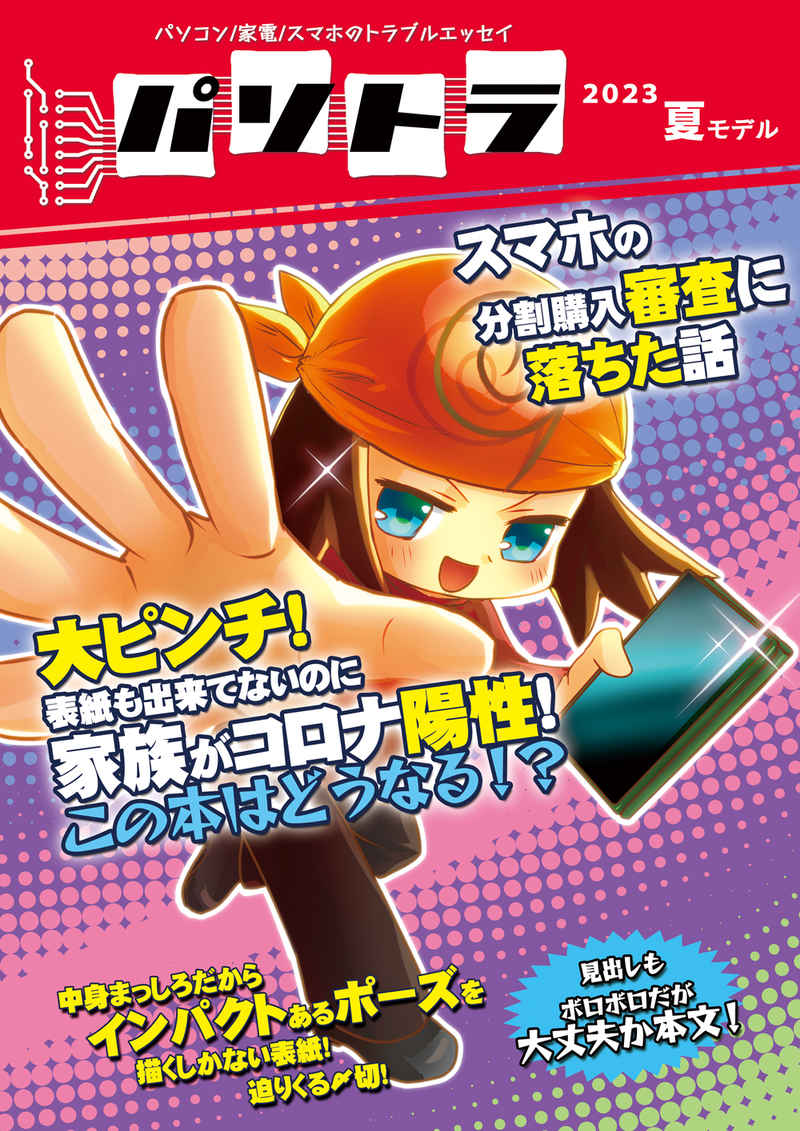 パソコン/家電/スマホのトラブルエッセイ
パソトラ
2023
夏モデル
スマホの
分割購入審査に
落ちた話
大ピンチ!
表紙も出来てないのに
家族がコロナ陽性!
この本はどうなる!?
中身まっしろだから
インパクトあるポーズを
描くしかない表紙!
迫りくる〆切!
見出しも
ボロボロだが
大丈夫か本文!